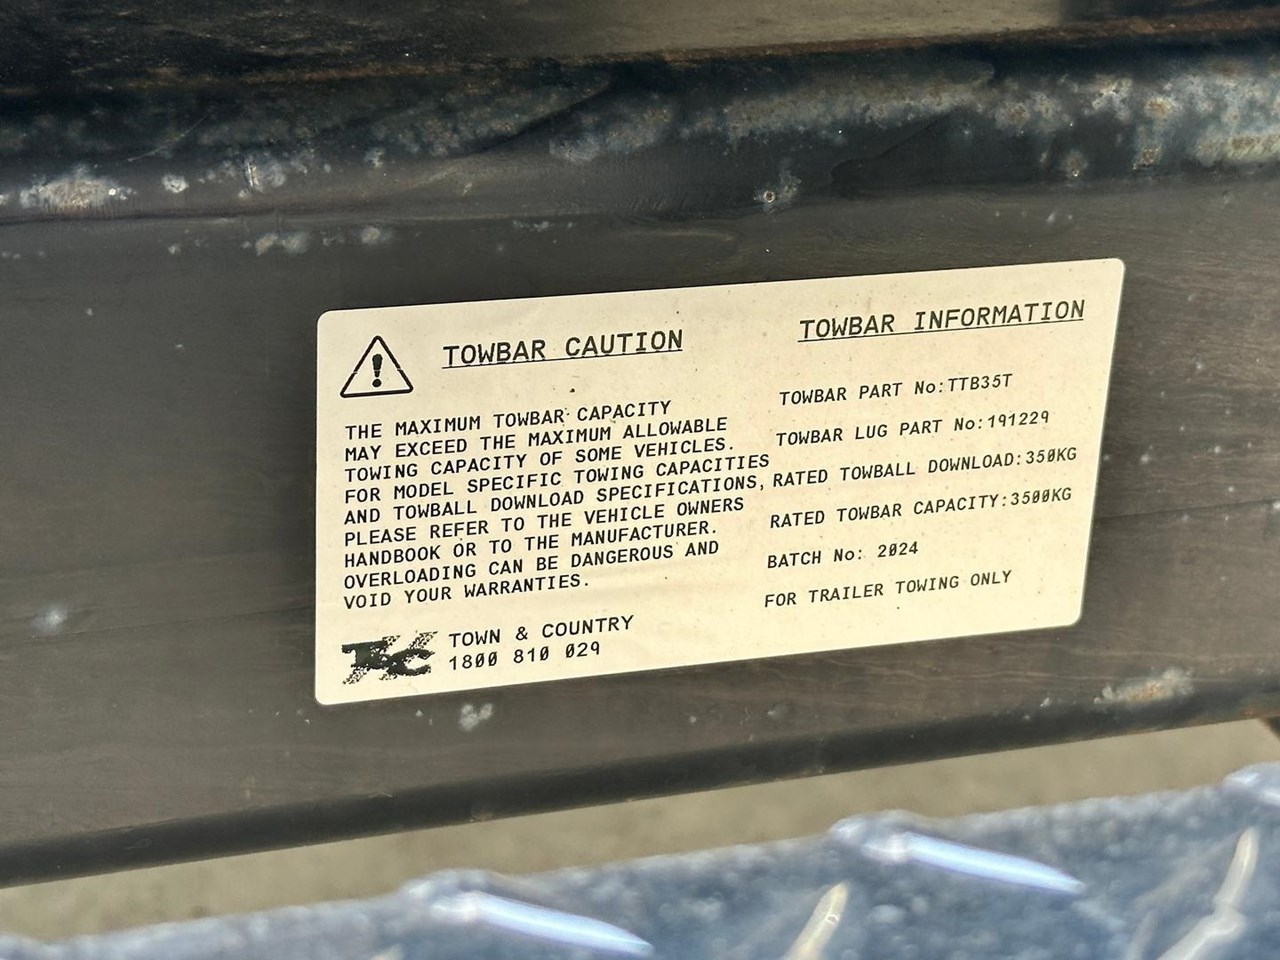 TOWBAR CAUTION
THE MAXIMUM TOWBAR CAPACITY
MAY EXCEED THE MAXIMUM ALLOWABLE
TOWING CAPACITY OF SOME VEHICLES.
FOR MODEL SPECIFIC TOWING CAPACITIES
AND TOWBALL DOWNLOAD SPECIFICATIONS,
PLEASE REFER TO THE VEHICLE OWNERS
HANDBOOK OR TO THE MANUFACTURER.
OVERLOADING CAN BE DANGEROUS AND
VOID YOUR WARRANTIES.
T&C
TOWN & COUNTRY
1800 810 029
TOWBAR INFORMATION
TOWBAR PART No:TTB35T
TOWBAR LUG PART No:191229
RATED TOWBALL DOWNLOAD:350KG
RATED TOWBAR CAPACITY:3500KG
BATCH No: 2024
FOR TRAILER TOWING ONLY